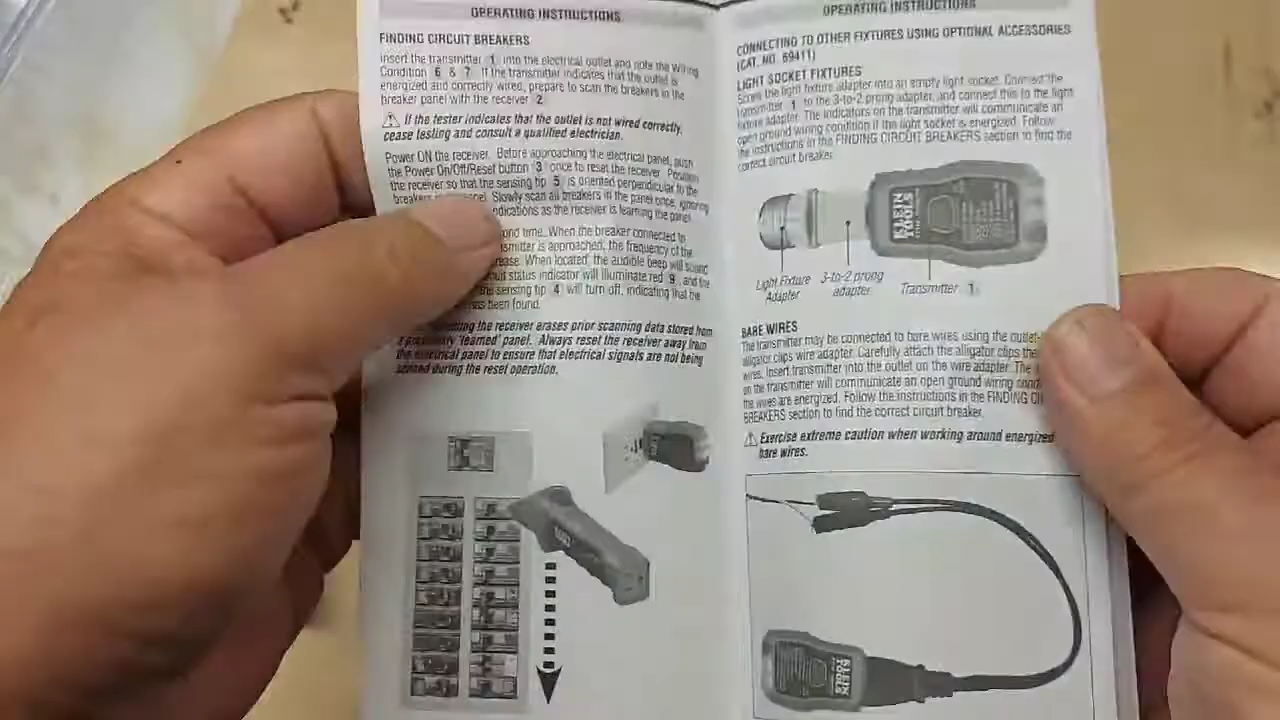 OPERATING INSTRUCTIONS
FINDING CIRCUIT BREAKERS
Insert the transmitter 1 into the electrical outlet and note the Wiring
Condition 6 & 7. If the transmitter indicates that the outlet is
energized and correctly wired, prepare to scan the breakers in the
breaker panel with the receiver 2
⚠ If the tester indicates that the outlet is not wired correctly,
cease testing and consult a qualified electrician.
Power ON the receiver. Before approaching the electrical panel, push
the Power On/Off/Reset button 3 once to reset the receiver. Position
the receiver so that the sensing tip 5 is oriented perpendicular to the
breakers panel. Slowly scan all breakers in the panel once, ignoring
indications as the receiver is learning the panel.
time. When the breaker connected to
is approached, the frequency of the
When located, the audible beep will sound
status indicator will illuminate red 9, and the
sensing tip 4 will turn off, indicating that the
been found.
the receiver erases prior scanning data stored from
a previously "learned" panel. Always reset the receiver away from
the electrical panel to ensure that electrical signals are not being
scanned during the reset operation.
OPERATING INSTRUCTIONS
CONNECTING TO OTHER FIXTURES USING OPTIONAL ACCESSORIES
(CAT. NO. 69411)
LIGHT SOCKET FIXTURES
Screw the light fixture adapter into an empty light socket. Connect the
transmitter 1 to the 3-to-2 prong adapter, and connect this to the light
fixture adapter. The indicators on the transmitter will communicate an
open ground wiring condition if the light socket is energized. Follow
the instructions in the FINDING CIRCUIT BREAKERS section to find the
correct circuit breaker.
KLEIN
TOOLS
Light Fixture
Adapter
3-to-2 prong
adapter
Transmitter 1
BARE WIRES
The transmitter may be connected to bare wires using the outlet-
alligator clips wire adapter. Carefully attach the alligator clips
wires. Insert transmitter into the outlet on the wire adapter. The
on the transmitter will communicate an open ground wiring
the wires are energized. Follow the instructions in the FINDING
BREAKERS section to find the correct circuit breaker.
⚠ Exercise extreme caution when working around energized
bare wires.
KLEIN
TOOLS